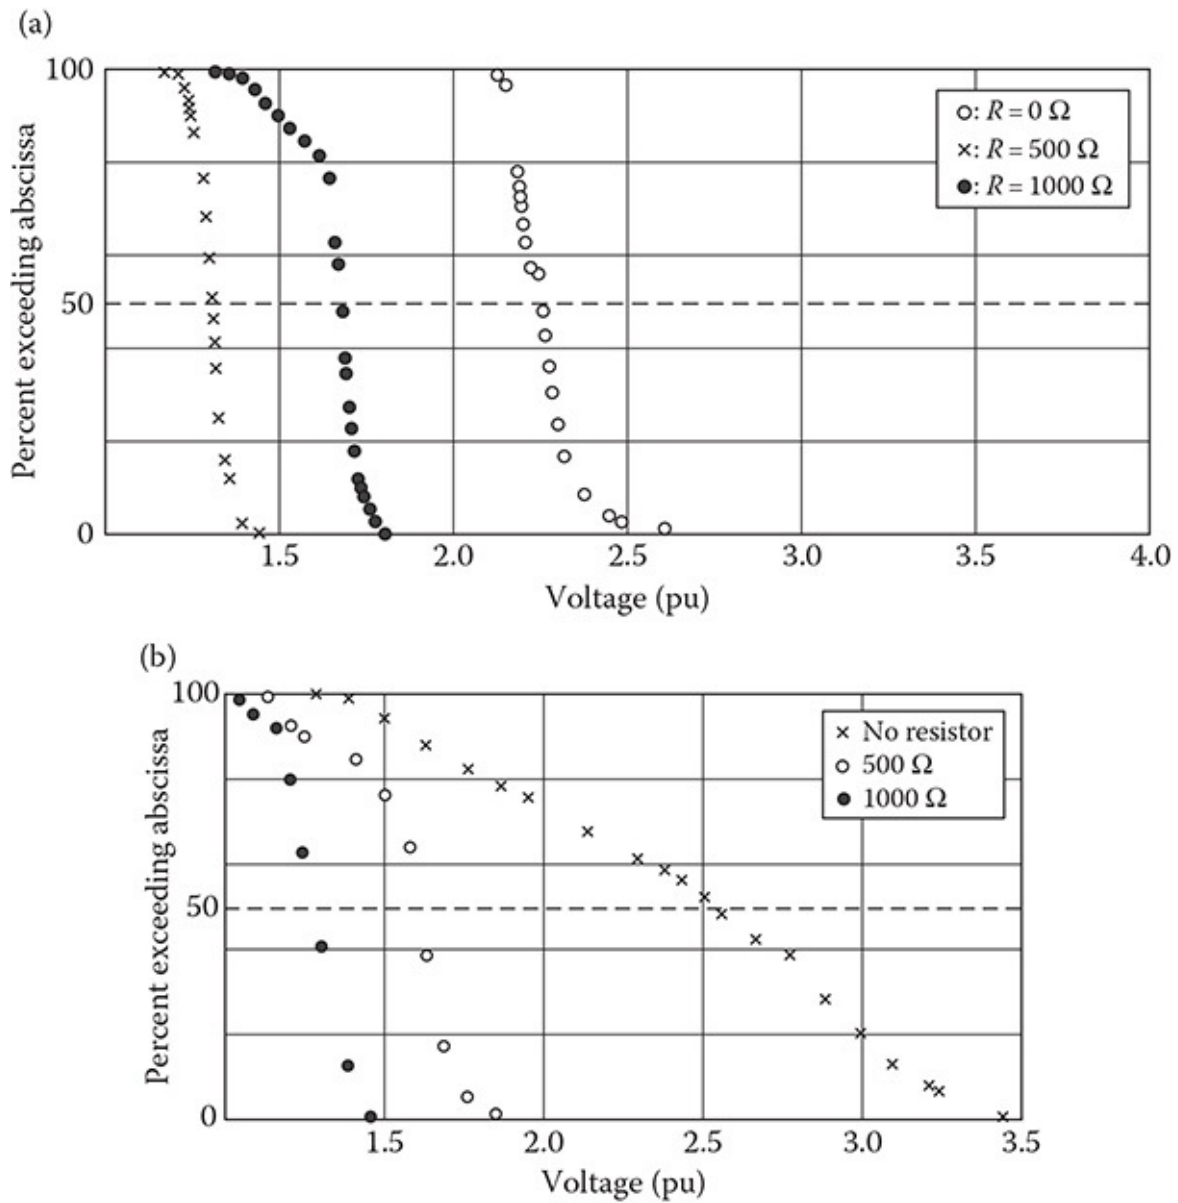 (a)
100
50
0
Percent exceeding abscissa
○: R = 0 Ω
×: R = 500 Ω
●: R = 1000 Ω
1.5 2.0 2.5 3.0 3.5 4.0
Voltage (pu)
(b)
100
50
0
Percent exceeding abscissa
× No resistor
○ 500 Ω
● 1000 Ω
1.5 2.0 2.5 3.0 3.5
Voltage (pu)